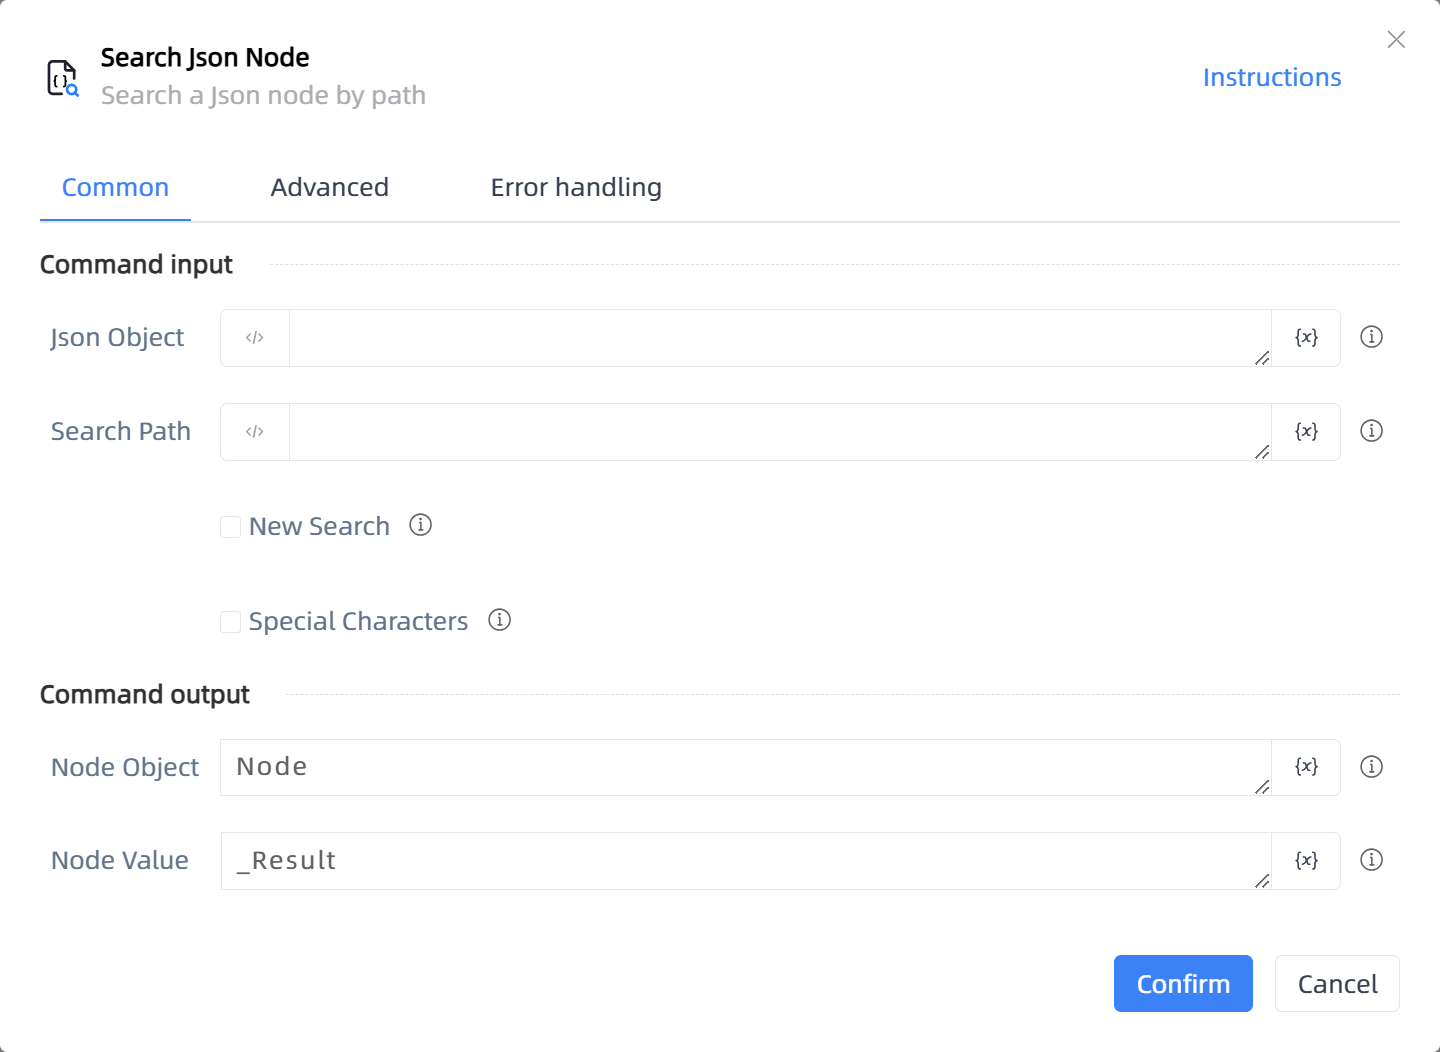 Search Json Node
Search a Json node by path
Instructions
Common Advanced Error handling
Command input
Json Object </> {x}
Search Path </> {x}
New Search
Special Characters
Command output
Node Object Node {x}
Node Value _Result {x}
Confirm Cancel